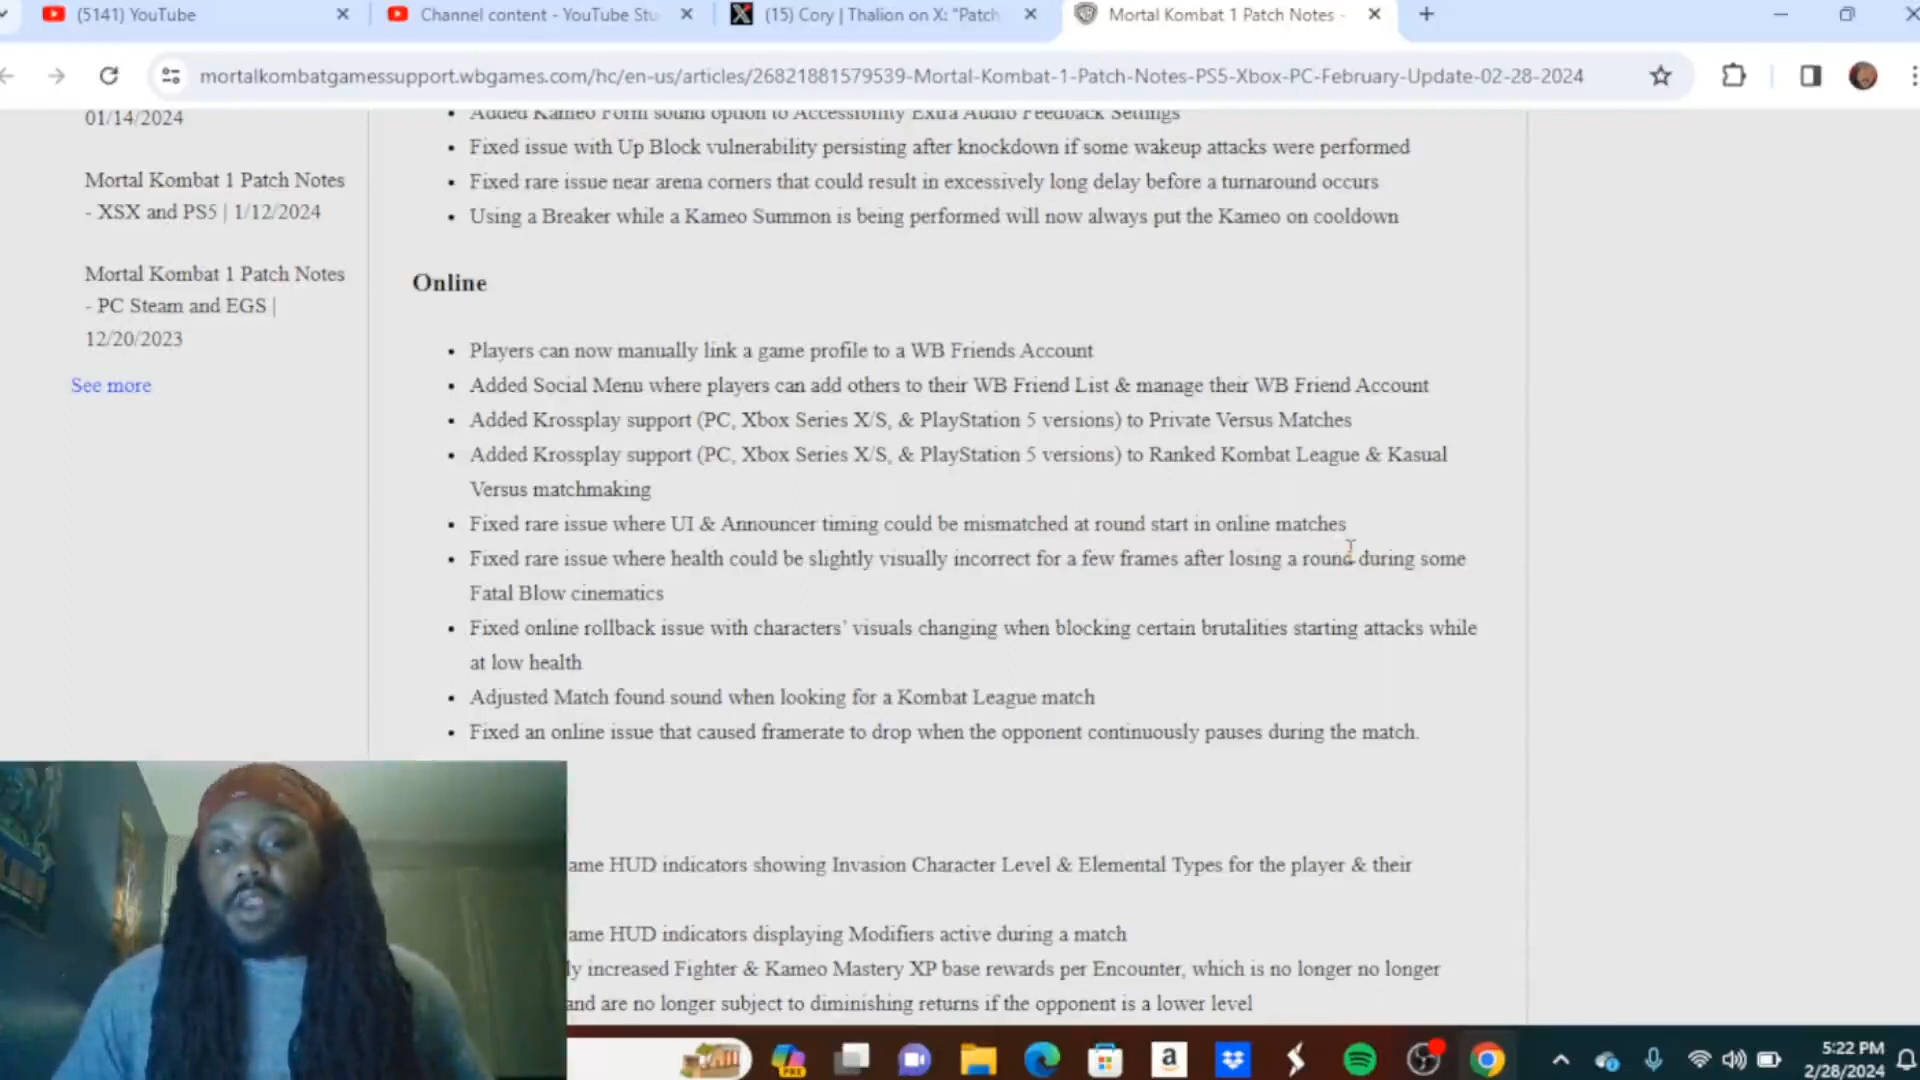 (5141) YouTube
Channel content - YouTube Stu
(15) Cory | Thalion on X: "Patch
Mortal Kombat 1 Patch Notes -
mortalkombatgamessupport.wbgames.com/hc/en-us/articles/26821881579539-Mortal-Kombat-1-Patch-Notes-PS5-Xbox-PC-February-Update-02-28-2024
01/14/2024
Mortal Kombat 1 Patch Notes
- XSX and PS5 | 1/12/2024
Mortal Kombat 1 Patch Notes
- PC Steam and EGS |
12/20/2023
See more
• Added Kameo Form sound option to Accessibility Extra Audio Feedback Settings
• Fixed issue with Up Block vulnerability persisting after knockdown if some wakeup attacks were performed
• Fixed rare issue near arena corners that could result in excessively long delay before a turnaround occurs
• Using a Breaker while a Kameo Summon is being performed will now always put the Kameo on cooldown
Online
• Players can now manually link a game profile to a WB Friends Account
• Added Social Menu where players can add others to their WB Friend List & manage their WB Friend Account
• Added Krossplay support (PC, Xbox Series X/S, & PlayStation 5 versions) to Private Versus Matches
• Added Krossplay support (PC, Xbox Series X/S, & PlayStation 5 versions) to Ranked Kombat League & Kasual
Versus matchmaking
• Fixed rare issue where UI & Announcer timing could be mismatched at round start in online matches
• Fixed rare issue where health could be slightly visually incorrect for a few frames after losing a round during some
Fatal Blow cinematics
• Fixed online rollback issue with characters' visuals changing when blocking certain brutalities starting attacks while
at low health
• Adjusted Match found sound when looking for a Kombat League match
• Fixed an online issue that caused framerate to drop when the opponent continuously pauses during the match.
ame HUD indicators showing Invasion Character Level & Elemental Types for the player & their
ame HUD indicators displaying Modifiers active during a match
ly increased Fighter & Kameo Mastery XP base rewards per Encounter, which is no longer no longer
and are no longer subject to diminishing returns if the opponent is a lower level
PRE
5:22 PM
2/28/2024